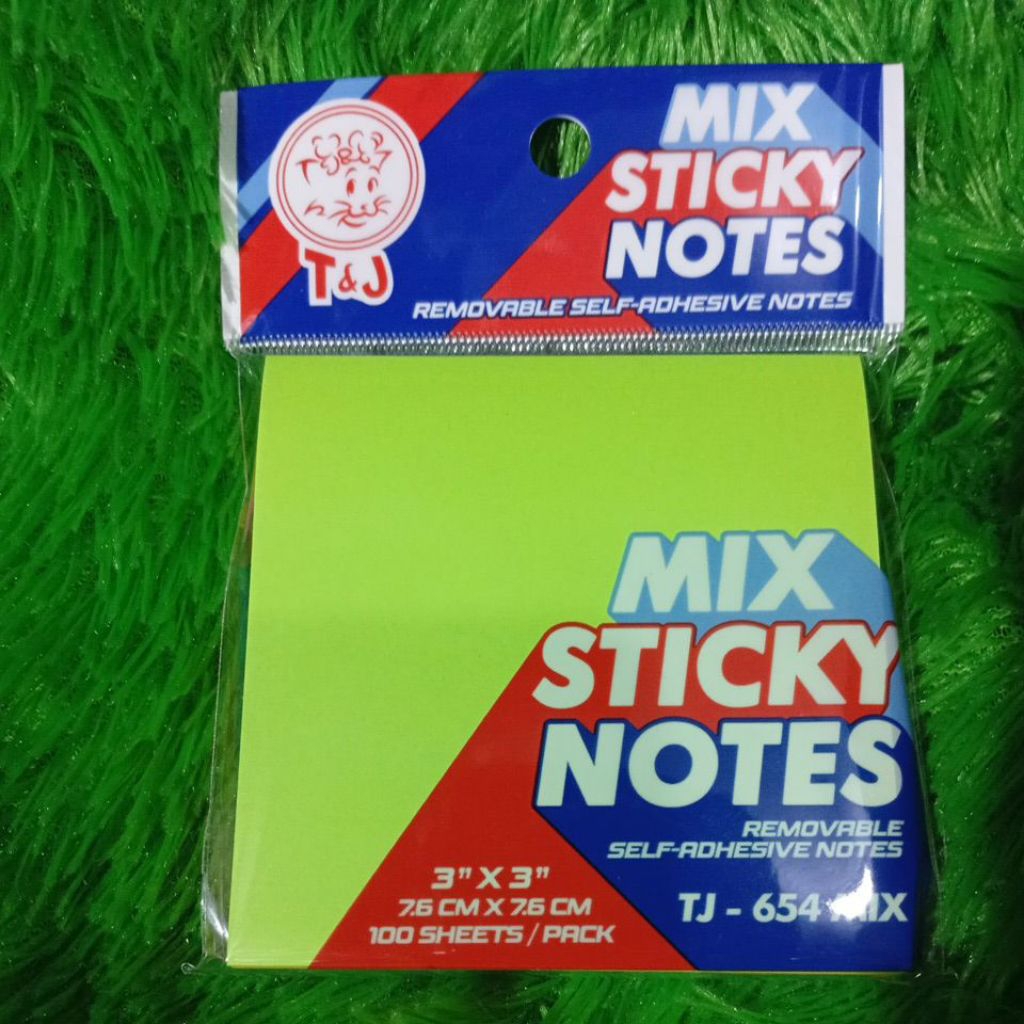 T&J
MIX
STICKY
NOTES
REMOVABLE SELF-ADHESIVE NOTES
MIX
STICKY
NOTES
REMOVABLE
SELF-ADHESIVE NOTES
3" X 3"
7.6 CM X 7.6 CM
100 SHEETS / PACK
TJ - 654 MIX